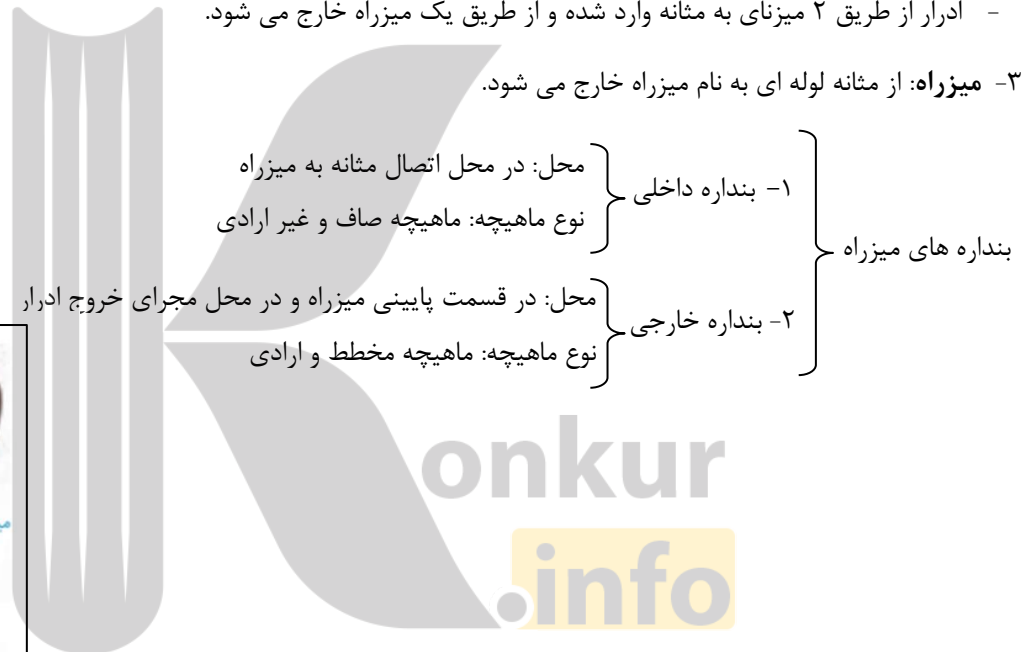 - ادرار از طریق ۲ میزنای به مثانه وارد شده و از طریق یک میزراه خارج می شود.
۳- میزراه: از مثانه لوله ای به نام میزراه خارج می شود.
بنداره های میزراه
۱- بنداره داخلی
محل: در محل اتصال مثانه به میزراه
نوع ماهیچه: ماهیچه صاف و غیر ارادی
۲- بنداره خارجی
محل: در قسمت پایینی میزراه و در محل مجرای خروج ادرار
نوع ماهیچه: ماهیچه مخطط و ارادی
onkur
.info